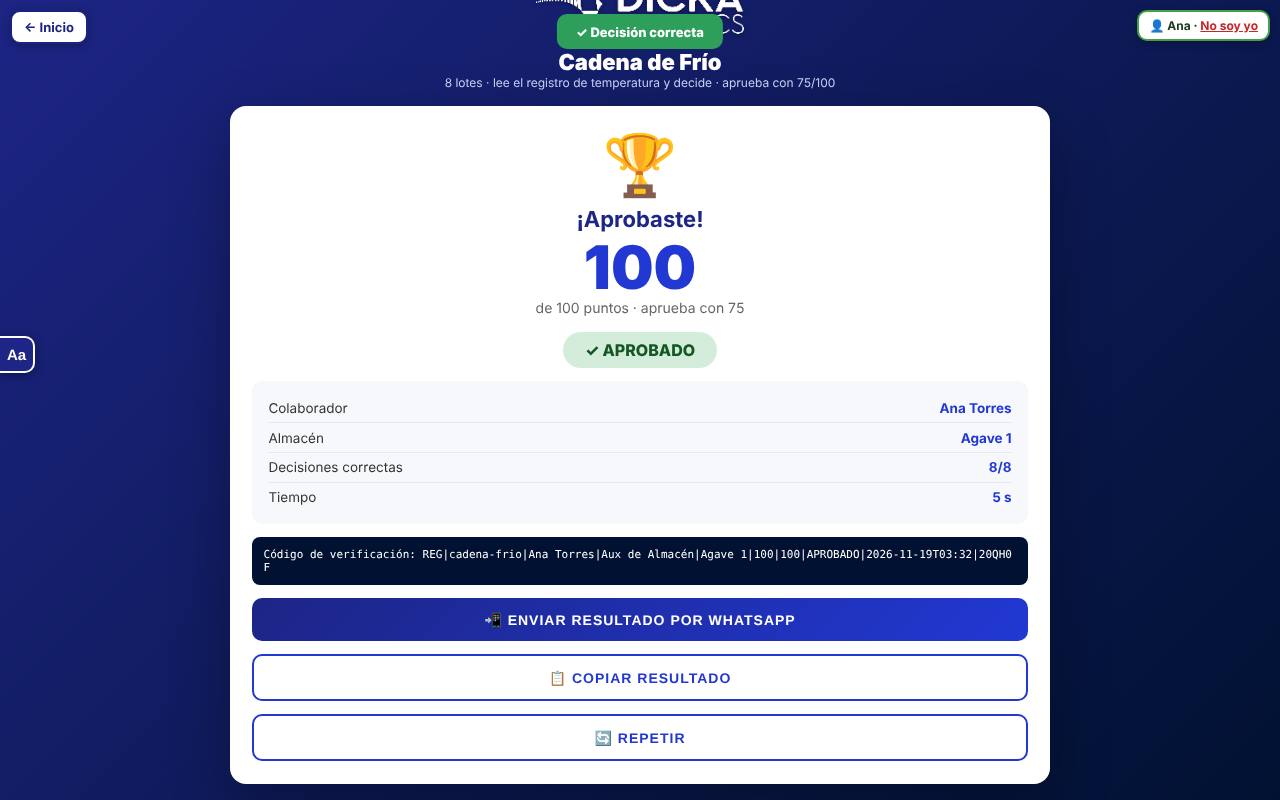 ← Inicio
DICKA
CS
✓ Decisión correcta
👤 Ana · No soy yo
Cadena de Frío
8 lotes · lee el registro de temperatura y decide · aprueba con 75/100
¡Aprobaste!
100
de 100 puntos · aprueba con 75
✓ APROBADO
Aa
Colaborador Ana Torres
Almacén Agave 1
Decisiones correctas 8/8
Tiempo 5 s
Código de verificación: REG|cadena-frio|Ana Torres|Aux de Almacén|Agave 1|100|100|APROBADO|2026-11-19T03:32|20QH0
F
📲 ENVIAR RESULTADO POR WHATSAPP
📋 COPIAR RESULTADO
🔄 REPETIR